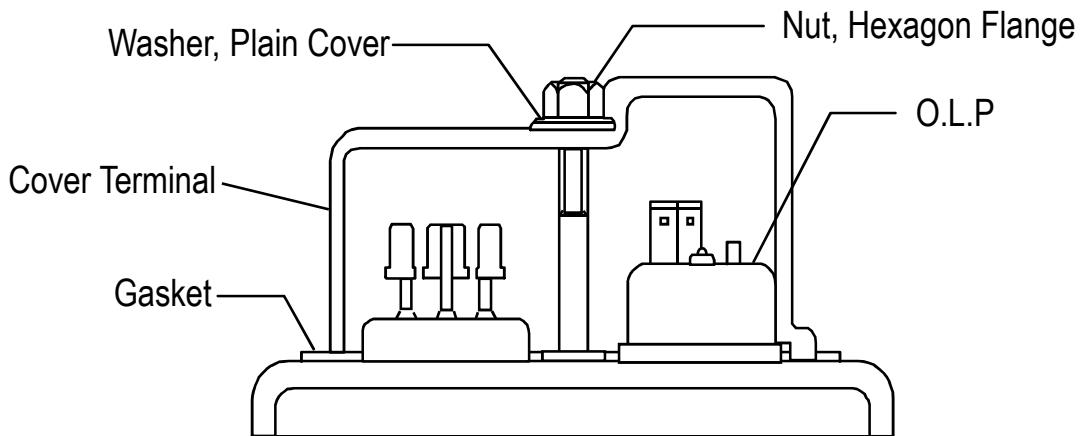 Washer, Plain Cover
Nut, Hexagon Flange
O.L.P
Cover Terminal
Gasket